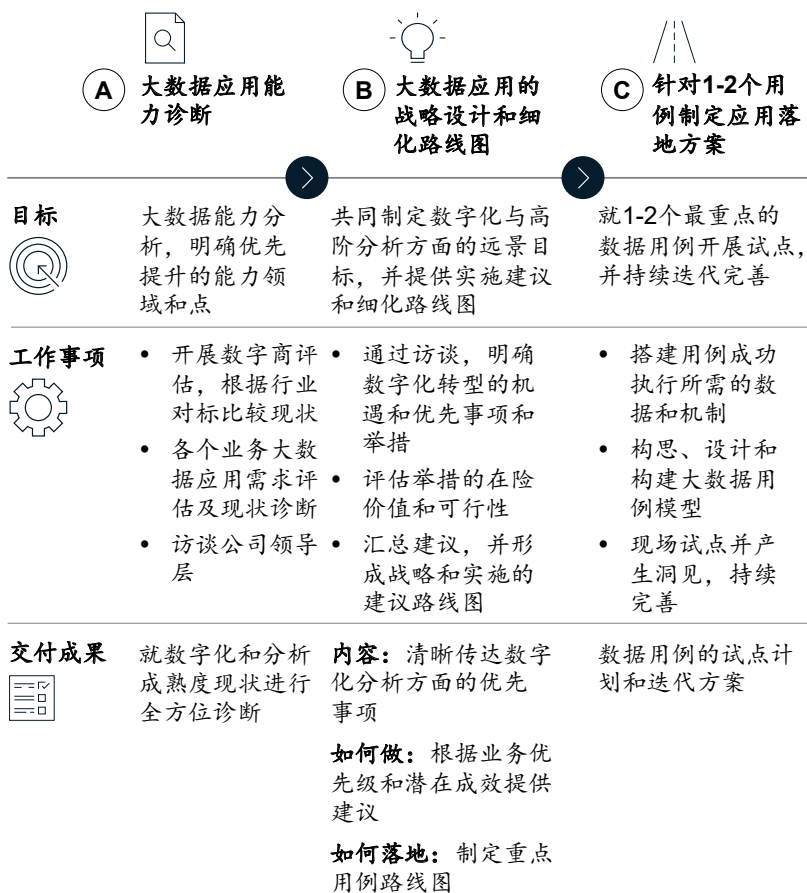 A
大数据应用能
力诊断
B
大数据应用的
战略设计和细
化路线图
C
针对1-2个用
例制定应用落
地方案
目标
大数据能力分
析，明确优先
提升的能力领
域和点
共同制定数字化与高
阶分析方面的远景目
标，并提供实施建议
和细化路线图
就1-2个最重点的
数据用例开展试点，
并持续迭代完善
工作事项
• 开展数字商评
估，根据行业
对标比较现状
• 各个业务大数
据应用需求评
估及现状诊断
• 访谈公司领导
层
• 通过访谈，明确
数字化转型的机
遇和优先事项和
举措
• 评估举措的在险
价值和可行性
• 汇总建议，并形
成战略和实施的
建议路线图
• 搭建用例成功
执行所需的数
据和机制
• 构思、设计和
构建大数据用
例模型
• 现场试点并产
生洞见，持续
完善
交付成果
就数字化和分析
成熟度现状进行
全方位诊断
内容：清晰传达数字
化分析方面的优先
事项
如何做：根据业务优
先级和潜在成效提供
建议
如何落地：制定重点
用例路线图
数据用例的试点计
划和迭代方案